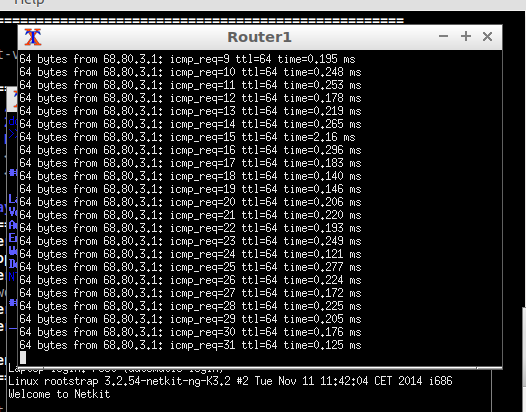 Help
Router1
64 bytes from 68.80.3.1: icmp_req=9 ttl=64 time=0.195 ms
64 bytes from 68.80.3.1: icmp_req=10 ttl=64 time=0.248 ms
64 bytes from 68.80.3.1: icmp_req=11 ttl=64 time=0.253 ms
64 bytes from 68.80.3.1: icmp_req=12 ttl=64 time=0.178 ms
64 bytes from 68.80.3.1: icmp_req=13 ttl=64 time=0.219 ms
64 bytes from 68.80.3.1: icmp_req=14 ttl=64 time=0.265 ms
64 bytes from 68.80.3.1: icmp_req=15 ttl=64 time=2.16 ms
64 bytes from 68.80.3.1: icmp_req=16 ttl=64 time=0.296 ms
64 bytes from 68.80.3.1: icmp_req=17 ttl=64 time=0.183 ms
64 bytes from 68.80.3.1: icmp_req=18 ttl=64 time=0.140 ms
64 bytes from 68.80.3.1: icmp_req=19 ttl=64 time=0.146 ms
64 bytes from 68.80.3.1: icmp_req=20 ttl=64 time=0.206 ms
64 bytes from 68.80.3.1: icmp_req=21 ttl=64 time=0.220 ms
64 bytes from 68.80.3.1: icmp_req=22 ttl=64 time=0.193 ms
64 bytes from 68.80.3.1: icmp_req=23 ttl=64 time=0.249 ms
64 bytes from 68.80.3.1: icmp_req=24 ttl=64 time=0.121 ms
64 bytes from 68.80.3.1: icmp_req=25 ttl=64 time=0.277 ms
64 bytes from 68.80.3.1: icmp_req=26 ttl=64 time=0.224 ms
64 bytes from 68.80.3.1: icmp_req=27 ttl=64 time=0.172 ms
64 bytes from 68.80.3.1: icmp_req=28 ttl=64 time=0.225 ms
64 bytes from 68.80.3.1: icmp_req=29 ttl=64 time=0.205 ms
64 bytes from 68.80.3.1: icmp_req=30 ttl=64 time=0.176 ms
64 bytes from 68.80.3.1: icmp_req=31 ttl=64 time=0.125 ms
Laptop login: root (automatic login)
Linux rootstrap 3.2.54-netkit-ng-K3.2 #2 Tue Nov 11 11:42:04 CET 2014 i686
Welcome to Netkit